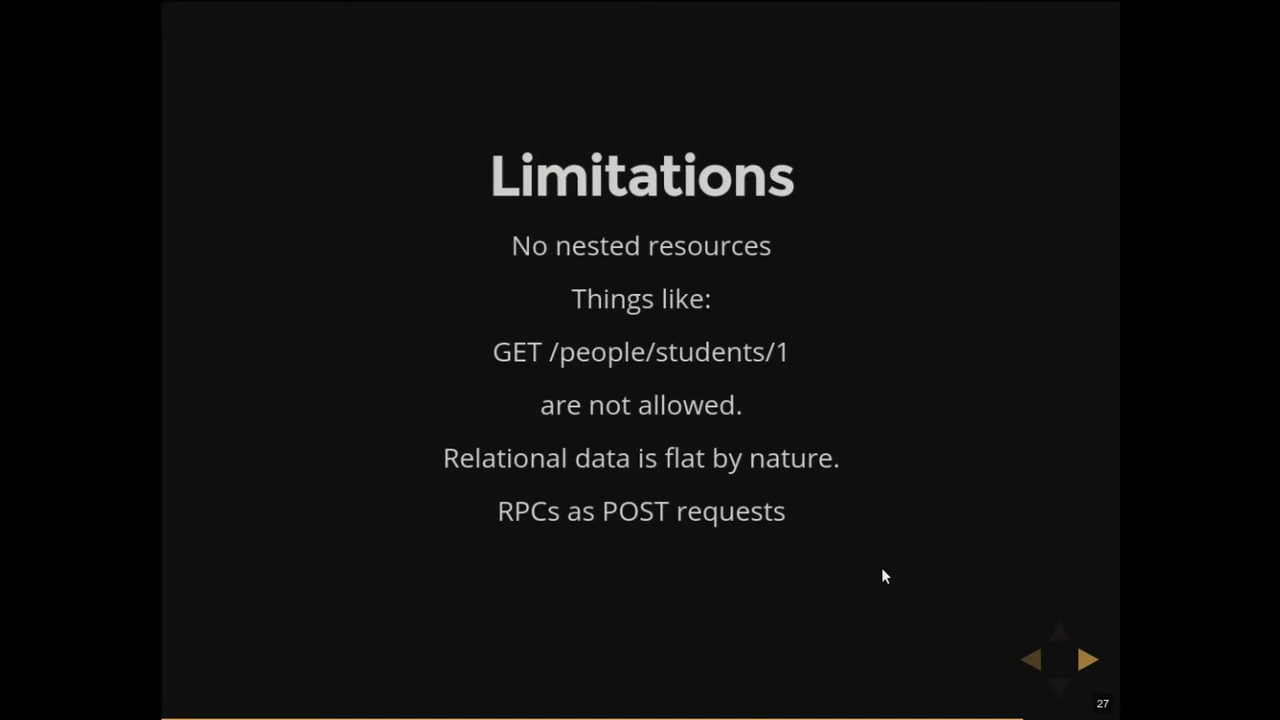 Limitations
No nested resources
Things like:
GET /people/students/1
are not allowed.
Relational data is flat by nature.
RPCs as POST requests
27